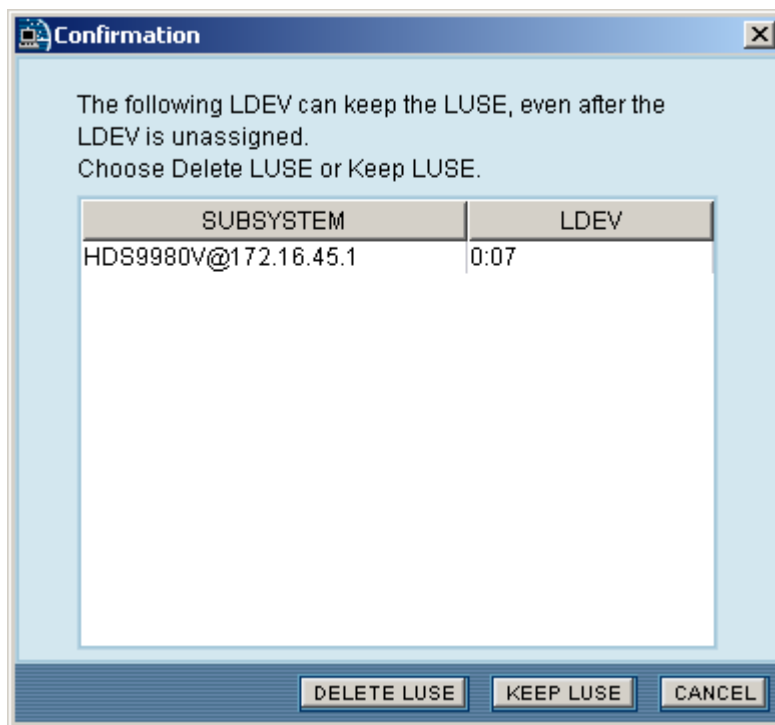 Confirmation
The following LDEV can keep the LUSE, even after the
LDEV is unassigned.
Choose Delete LUSE or Keep LUSE.
SUBSYSTEM LDEV
HDS9980V@172.16.45.1 0:07
DELETE LUSE KEEP LUSE CANCEL